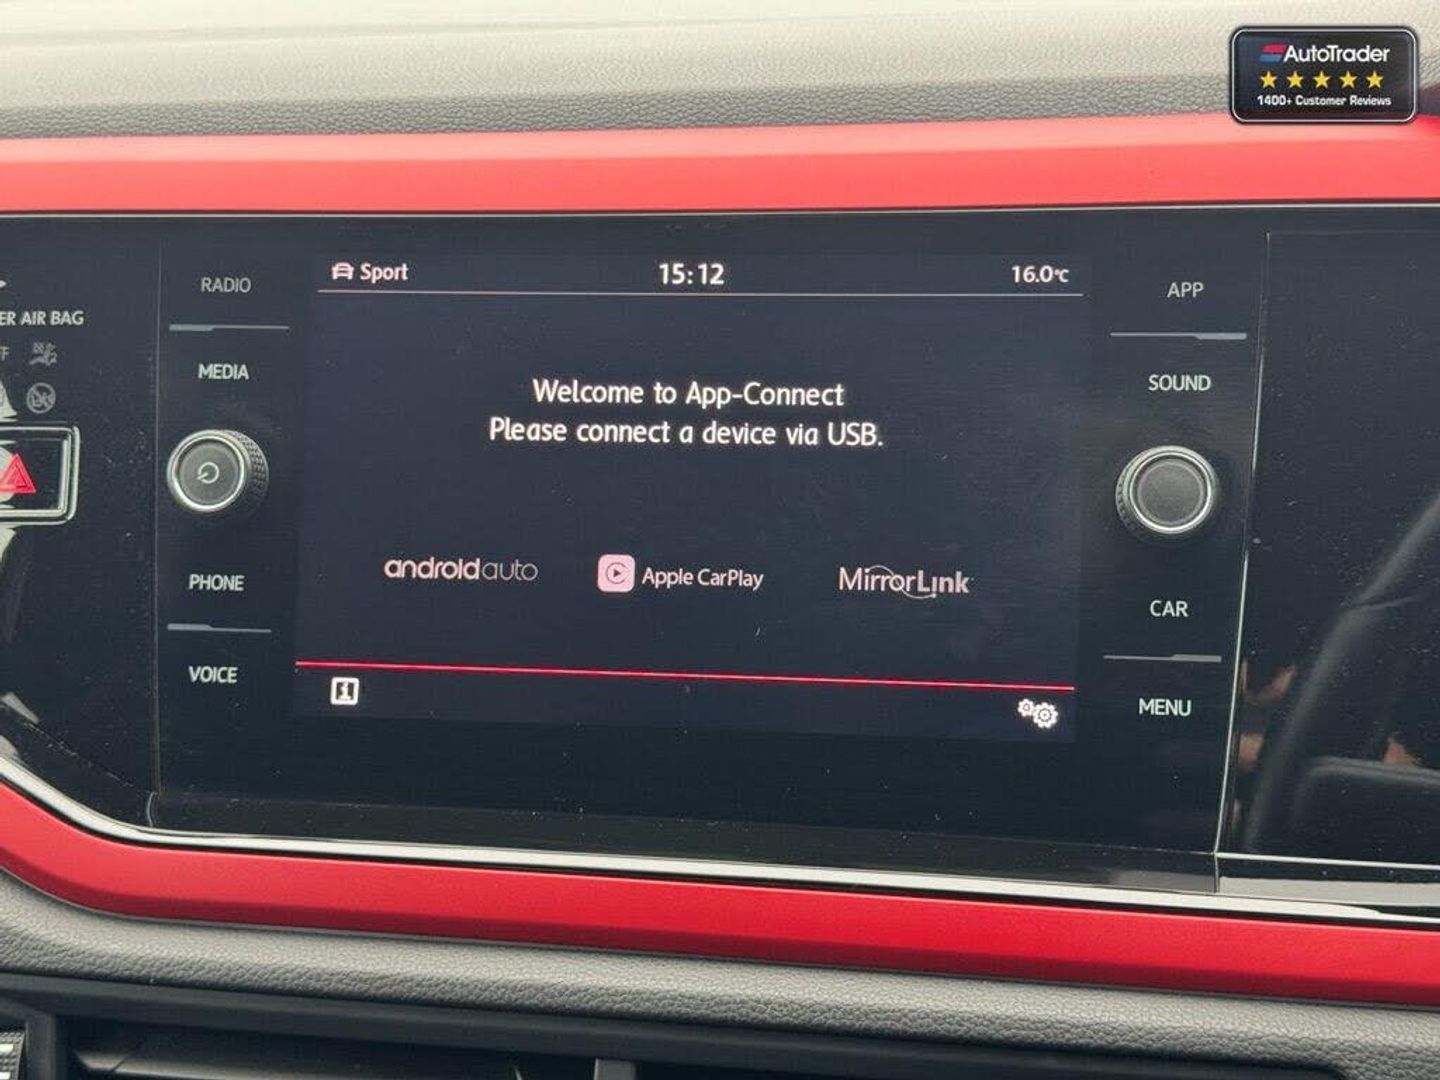 AutoTrader
1400+ Customer Reviews
RADIO
Sport
15:12
16.0°C
APP
AIR BAG
MEDIA
SOUND
Welcome to App-Connect
Please connect a device via USB.
androidauto
Apple CarPlay
MirrorLink
PHONE
CAR
VOICE
MENU